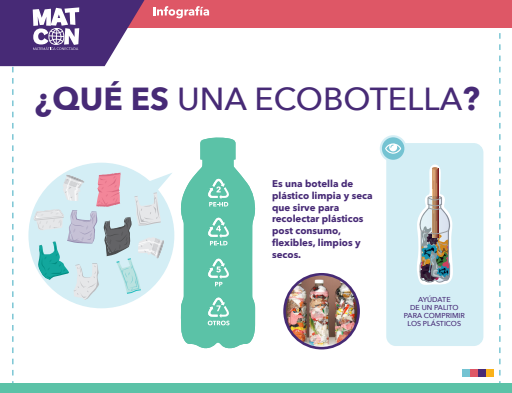 MAT
CON
MATEMÁTICA CONECTADA
Infografía
¿QUÉ ES UNA ECOBOTELLA?
2
PE-HD
4
PE-LD
5
PP
7
OTROS
Es una botella de
plástico limpia y seca
que sirve para
recolectar plásticos
post consumo,
flexibles, limpios y
secos.
AYÚDATE
DE UN PALITO
PARA COMPRIMIR
LOS PLÁSTICOS